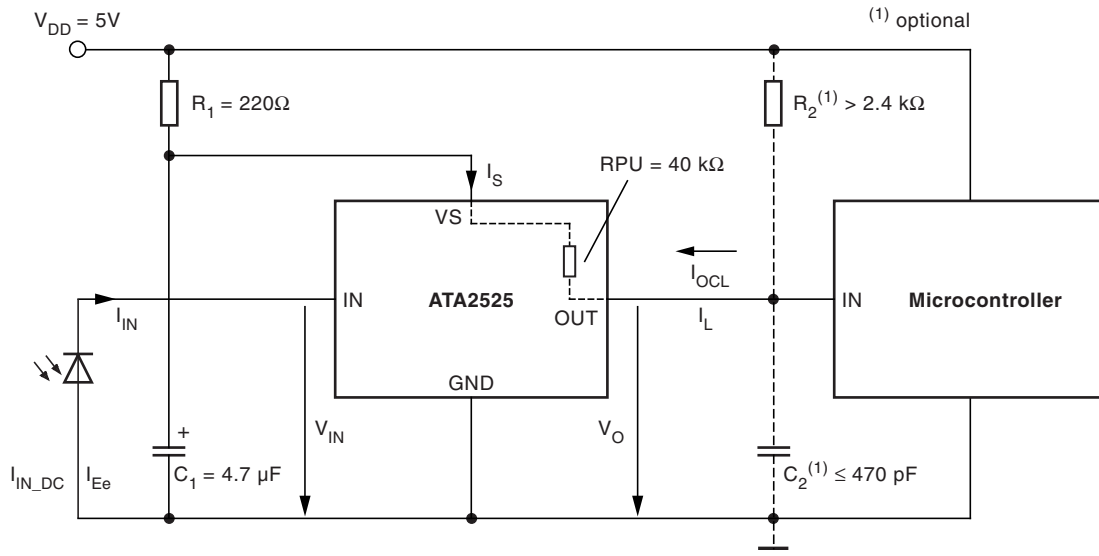 V_DD = 5V
(1) optional
R_1 = 220Ω
R_2^(1) > 2.4 kΩ
I_S
RPU = 40 kΩ
VS
I_OCL
IN
ATA2525
IN
Microcontroller
I_IN
OUT
I_L
GND
V_IN
V_O
+
I_IN_DC
I_Ee
C_1 = 4.7 µF
C_2^(1) ≤ 470 pF